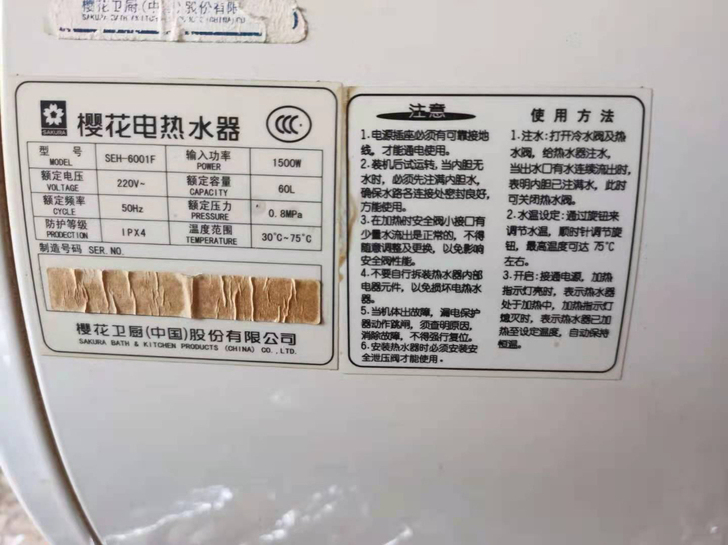 樱花卫厨(中
股份有限
SAKURA
樱花电热水器
型 号
MODEL
SEH-6001F
输入功率
POWER
1500W
额定电压
VOLTAGE
220V~
额定容量
CAPACITY
60L
额定频率
CYCLE
50Hz
额定压力
PRESSURE
0.8MPa
防护等级
PRODECTION
IPX4
温度范围
TEMPERATURE
30℃~75℃
制造号码 SER.NO.
樱花卫厨(中国)股份有限公司
SAKURA BATH & KITCHEN PRODUCTS (CHINA) CO.,LTD.
注意
1.电源插座必须有可靠接地
线，才能通电使用。
2.装机后试运转，当内胆无
水时，必须先注满内胆水，
确保水路各连接处密封良好，
方能使用。
3.在加热时安全阀小接口有
少量水流出是正常的，不得
随意调整及更换，以免影响
安全阀性能。
4.不要自行拆装热水器内部
电器元件，以免损坏电热水
器。
5.当机体出故障，漏电保护
器动作跳闸，须查明原因，
消除故障，不得强行复位。
6.安装热水器时必须安装安
全泄压阀才能使用。
使用方法
1.注水:打开冷水阀及热
水阀，给热水器注水，
当出水口有水连续流出时，
表明内胆已注满水，此时
可关闭热水阀。
2.水温设定:通过旋钮来
调节水温，顺时针调节旋
钮，最高温度可达 75℃
左右。
3.开启:接通电源，加热
指示灯亮时，表示热水器
处于加热中，加热指示灯
熄灭时，表示热水器已加
热至设定温度，自动保持
恒温。